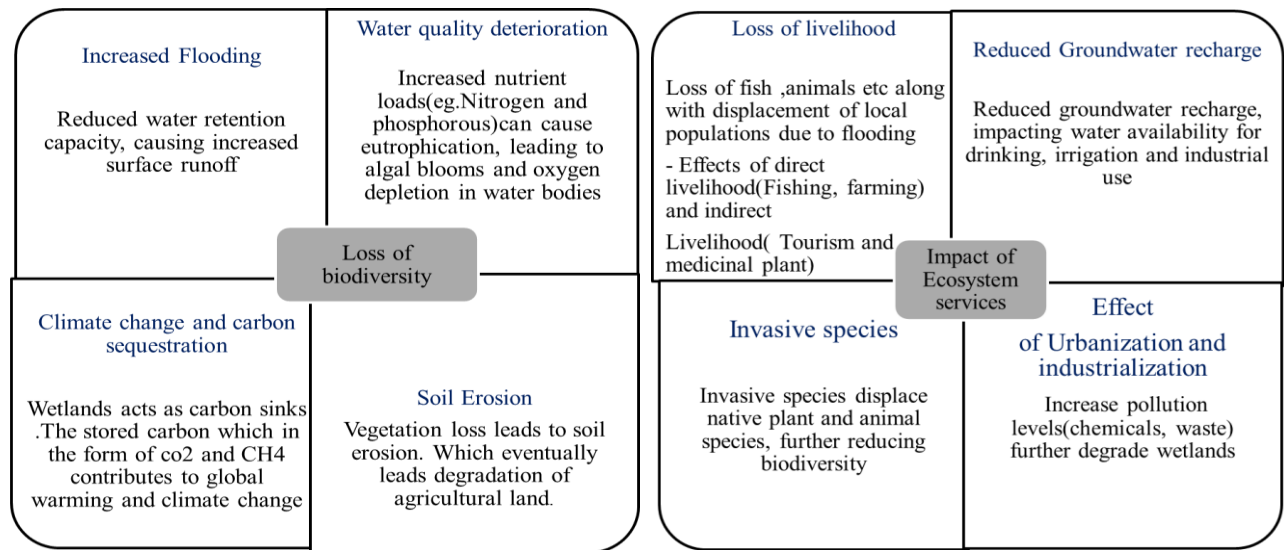 Increased Flooding
Reduced water retention
capacity, causing increased
surface runoff
Water quality deterioration
Increased nutrient
loads(eg.Nitrogen and
phosphorous)can cause
eutrophication, leading to
algal blooms and oxygen
depletion in water bodies
Loss of
biodiversity
Climate change and carbon
sequestration
Wetlands acts as carbon sinks
.The stored carbon which in
the form of co2 and CH4
contributes to global
warming and climate change
Soil Erosion
Vegetation loss leads to soil
erosion. Which eventually
leads degradation of
agricultural land.
Loss of livelihood
Loss of fish ,animals etc along
with displacement of local
populations due to flooding
- Effects of direct
livelihood(Fishing, farming)
and indirect
Livelihood( Tourism and
medicinal plant)
Reduced Groundwater recharge
Reduced groundwater recharge,
impacting water availability for
drinking, irrigation and industrial
use
Impact of
Ecosystem
services
Invasive species
Invasive species displace
native plant and animal
species, further reducing
biodiversity
Effect
of Urbanization and
industrialization
Increase pollution
levels(chemicals, waste)
further degrade wetlands